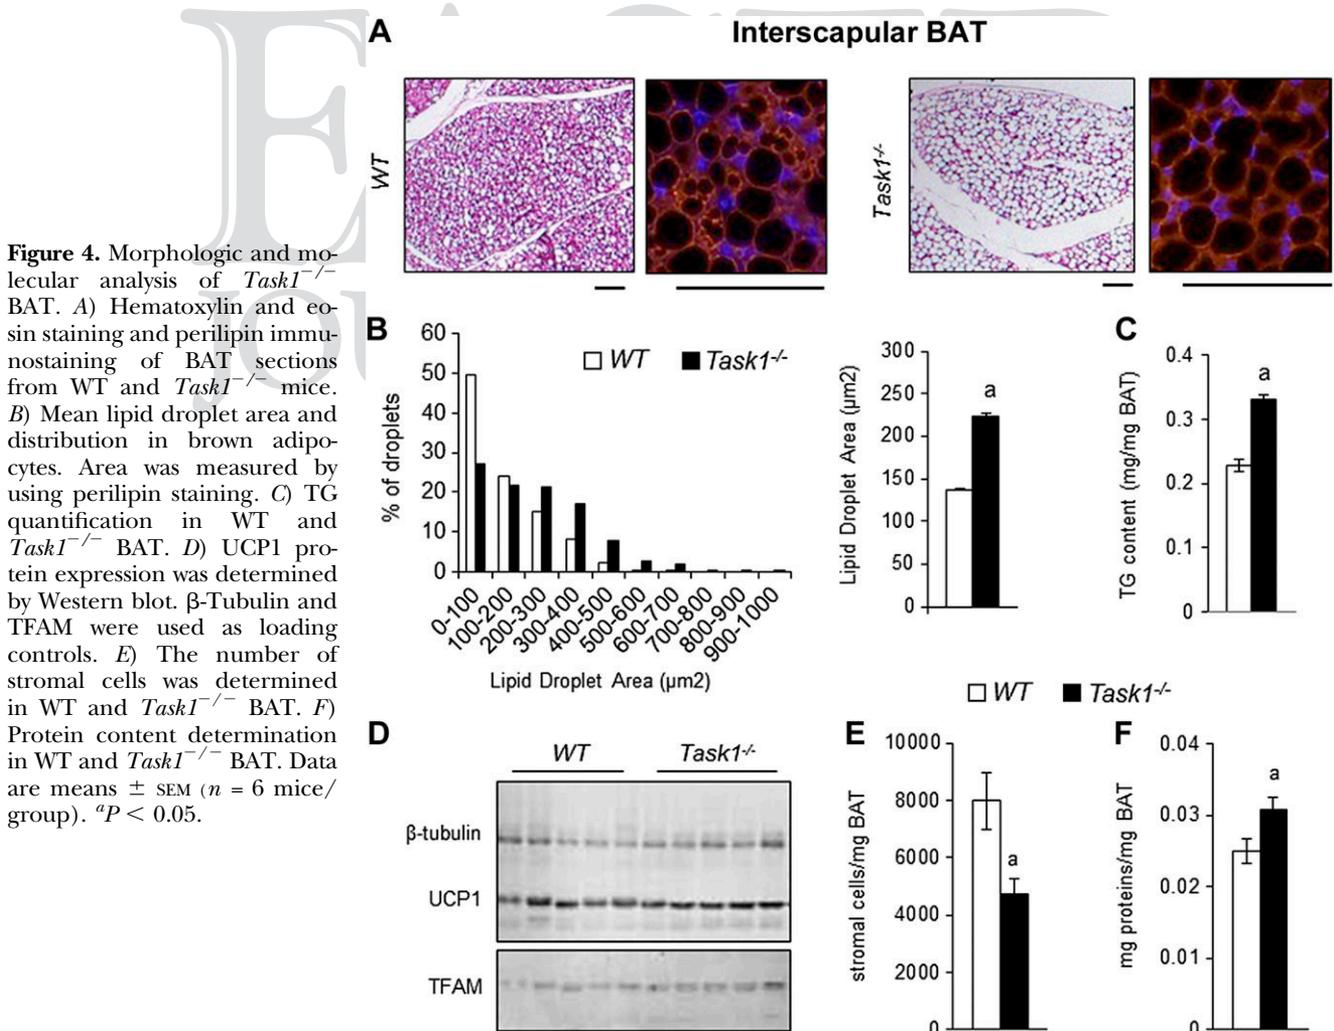 A
Interscapular BAT
WT
Task1-/-
Figure 4. Morphologic and mo-
lecular analysis of Task1−/−
BAT. A) Hematoxylin and eo-
sin staining and perilipin immu-
nostaining of BAT sections
from WT and Task1−/− mice.
B) Mean lipid droplet area and
distribution in brown adipo-
cytes. Area was measured by
using perilipin staining. C) TG
quantification in WT and
Task1−/− BAT. D) UCP1 pro-
tein expression was determined
by Western blot. β-Tubulin and
TFAM were used as loading
controls. E) The number of
stromal cells was determined
in WT and Task1−/− BAT. F)
Protein content determination
in WT and Task1−/− BAT. Data
are means ± SEM (n = 6 mice/
group). aP < 0.05.
B
% of droplets
60
50
40
30
20
10
0
WT
Task1-/-
0-100
100-200
200-300
300-400
400-500
500-600
600-700
700-800
800-900
900-1000
Lipid Droplet Area (µm2)
Lipid Droplet Area (µm2)
300
250
200
150
100
50
0
a
C
TG content (mg/mg BAT)
0.4
0.3
0.2
0.1
0
a
WT
Task1-/-
D
WT
Task1-/-
β-tubulin
UCP1
TFAM
E
stromal cells/mg BAT
10000
8000
6000
4000
2000
0
a
F
mg proteins/mg BAT
0.04
0.03
0.02
0.01
0
a